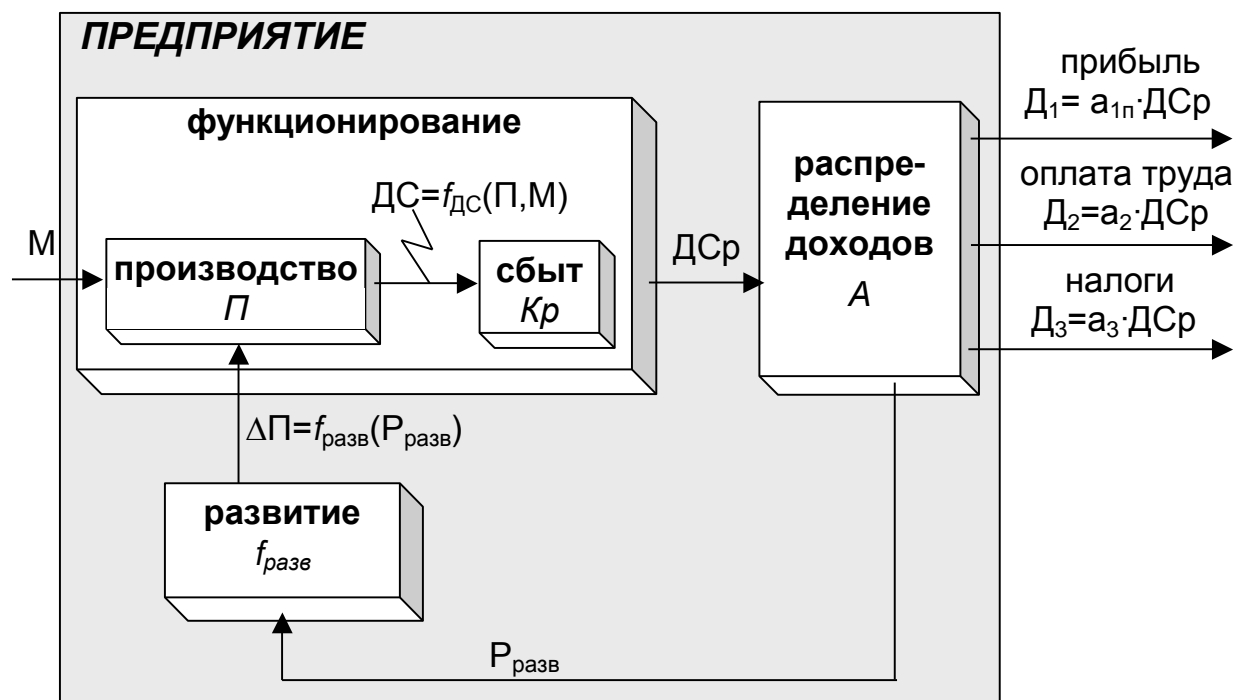 ПРЕДПРИЯТИЕ
функционирование
ДС=fДС(П,М)
М
производство
П
сбыт
Кр
ДСр
распре-
деление
доходов
А
прибыль
Д1= а1п·ДСр
оплата труда
Д2=а2·ДСр
налоги
Д3=а3·ДСр
ΔП=fразв(Рразв)
развитие
fразв
Рразв